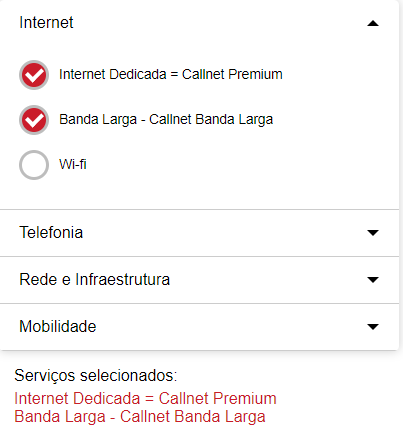 Internet
Internet Dedicada = Callnet Premium
Banda Larga - Callnet Banda Larga
Wi-fi
Telefonia
Rede e Infraestrutura
Mobilidade
Serviços selecionados:
Internet Dedicada = Callnet Premium
Banda Larga - Callnet Banda Larga